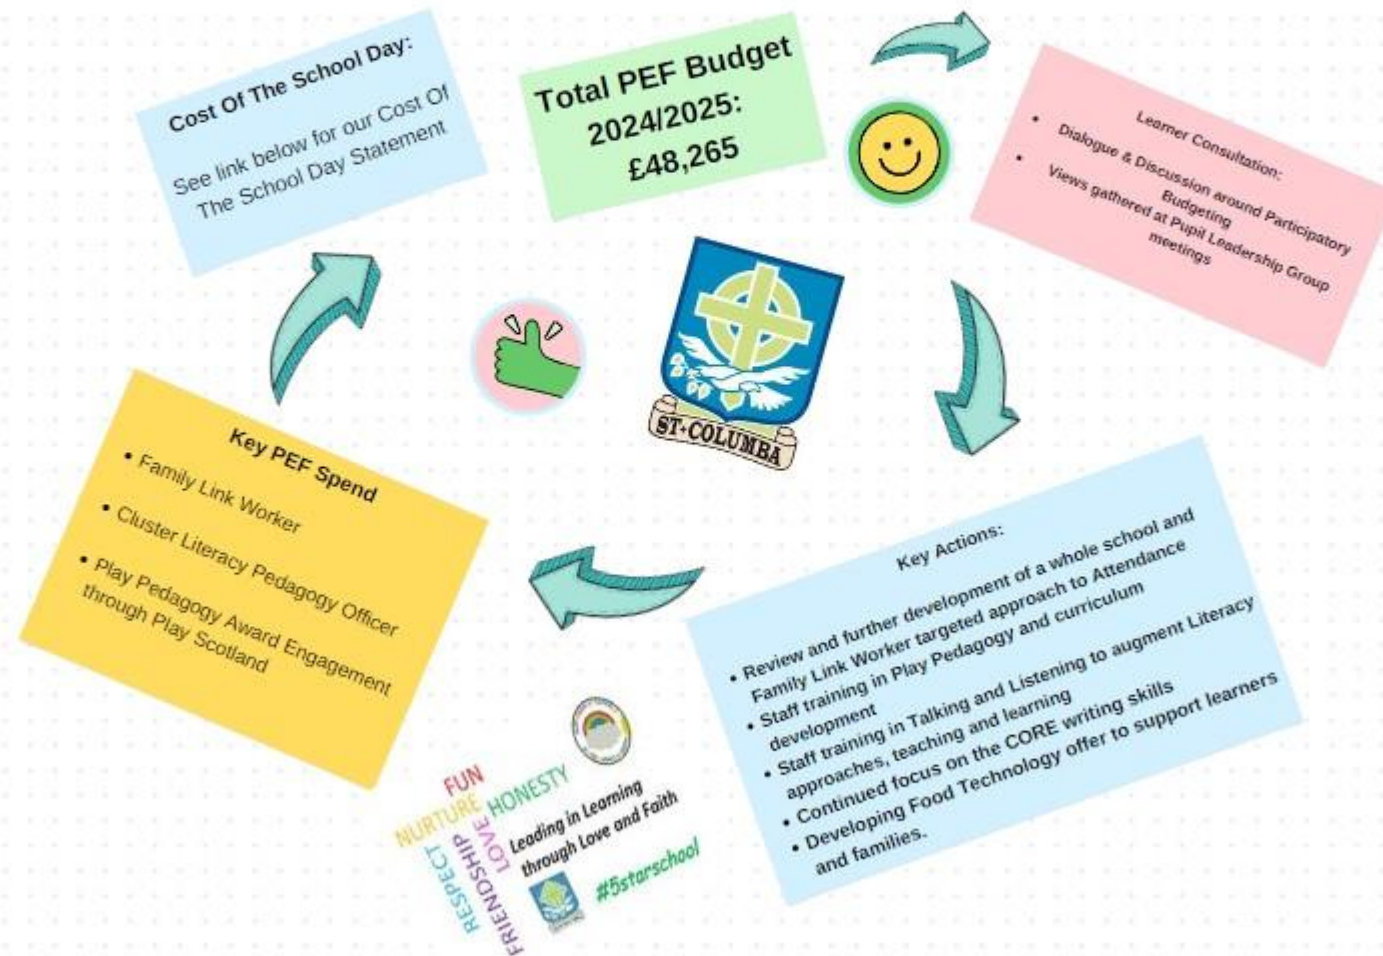 Cost Of The School Day:
See link below for our Cost Of
The School Day Statement
Total PEF Budget
2024/2025:
£48,265
Learner Consultation:
• Dialogue & Discussion around Participatory
Budgeting
• Views gathered at Pupil Leadership Group
meetings
ST·COLUMBA
Key Actions:
• Review and further development of a whole school and
Family Link Worker targeted approach to Attendance
• Staff training in Play Pedagogy and curriculum
development
• Staff training in Talking and Listening to augment Literacy
approaches, teaching and learning
• Continued focus on the CORE writing skills
• Developing Food Technology offer to support learners
and families.
Key PEF Spend
• Family Link Worker
• Cluster Literacy Pedagogy Officer
• Play Pedagogy Award Engagement
through Play Scotland
FUN
NURTURE
HONESTY
RESPECT
FRIENDSHIP
LOVE
Leading in Learning
through Love and Faith
#5starschool